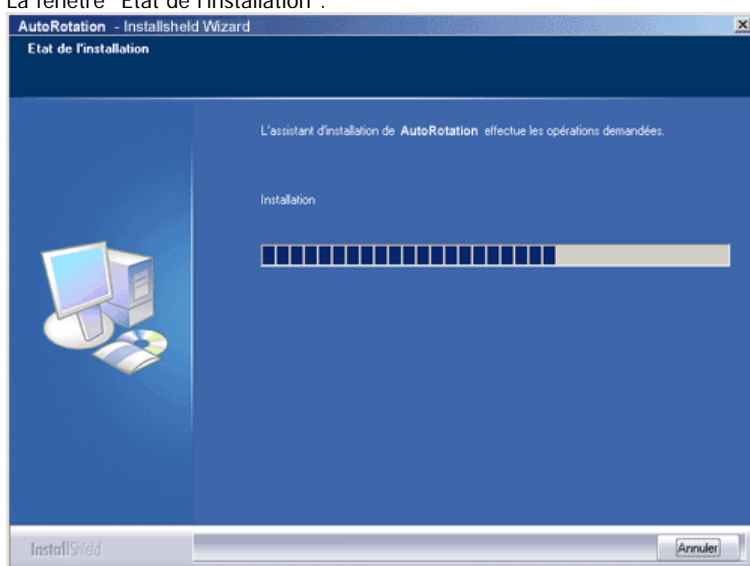 La fenêtre "Etat de l'installation".
AutoRotation - Installsheld Wizard
Etat de l'installation
L'assistant d'installation de AutoRotation effectue les opérations demandées.
Installation
InstallShield
Annuler